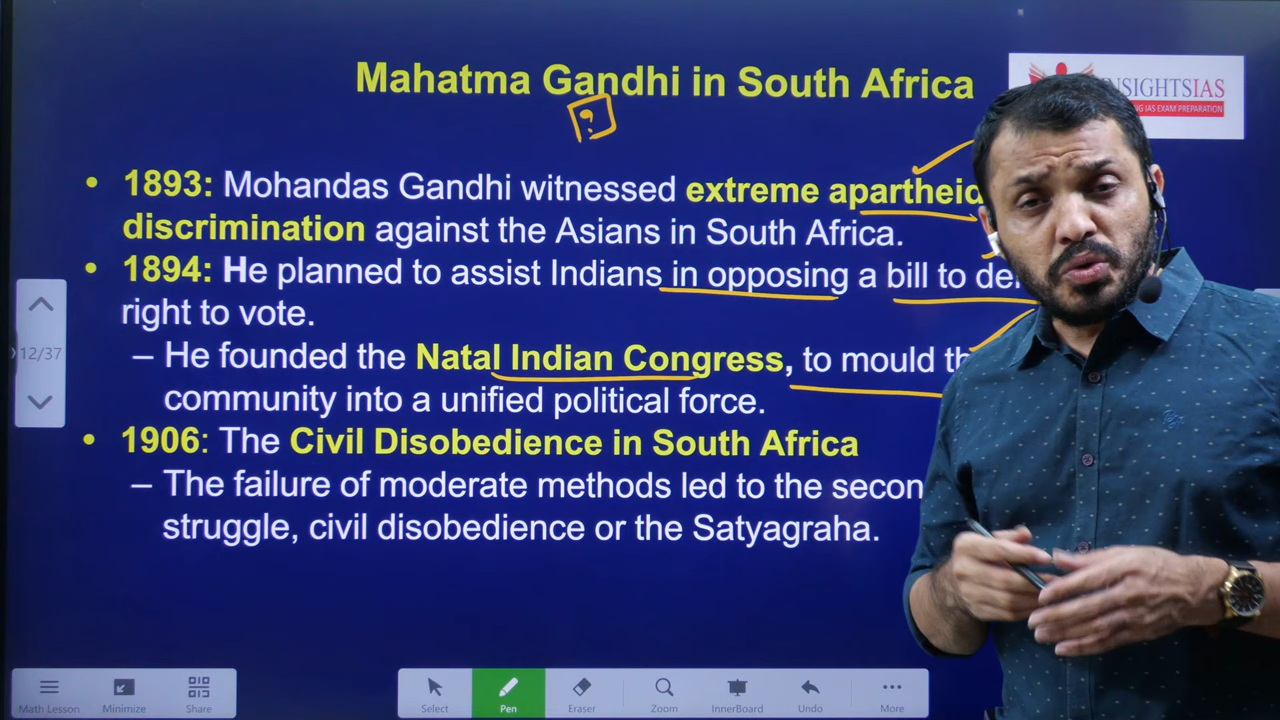 Mahatma Gandhi in South Africa
?
INSIGHTSIAS
IAS EXAM PREPARATION
• 1893: Mohandas Gandhi witnessed extreme apartheid
discrimination against the Asians in South Africa.
• 1894: He planned to assist Indians in opposing a bill to
right to vote.
– He founded the Natal Indian Congress, to mould
community into a unified political force.
• 1906: The Civil Disobedience in South Africa
– The failure of moderate methods led to the
struggle, civil disobedience or the Satyagraha.
12/37
Math Lesson Minimize Share Select Pen Eraser Zoom InnerBoard Undo More